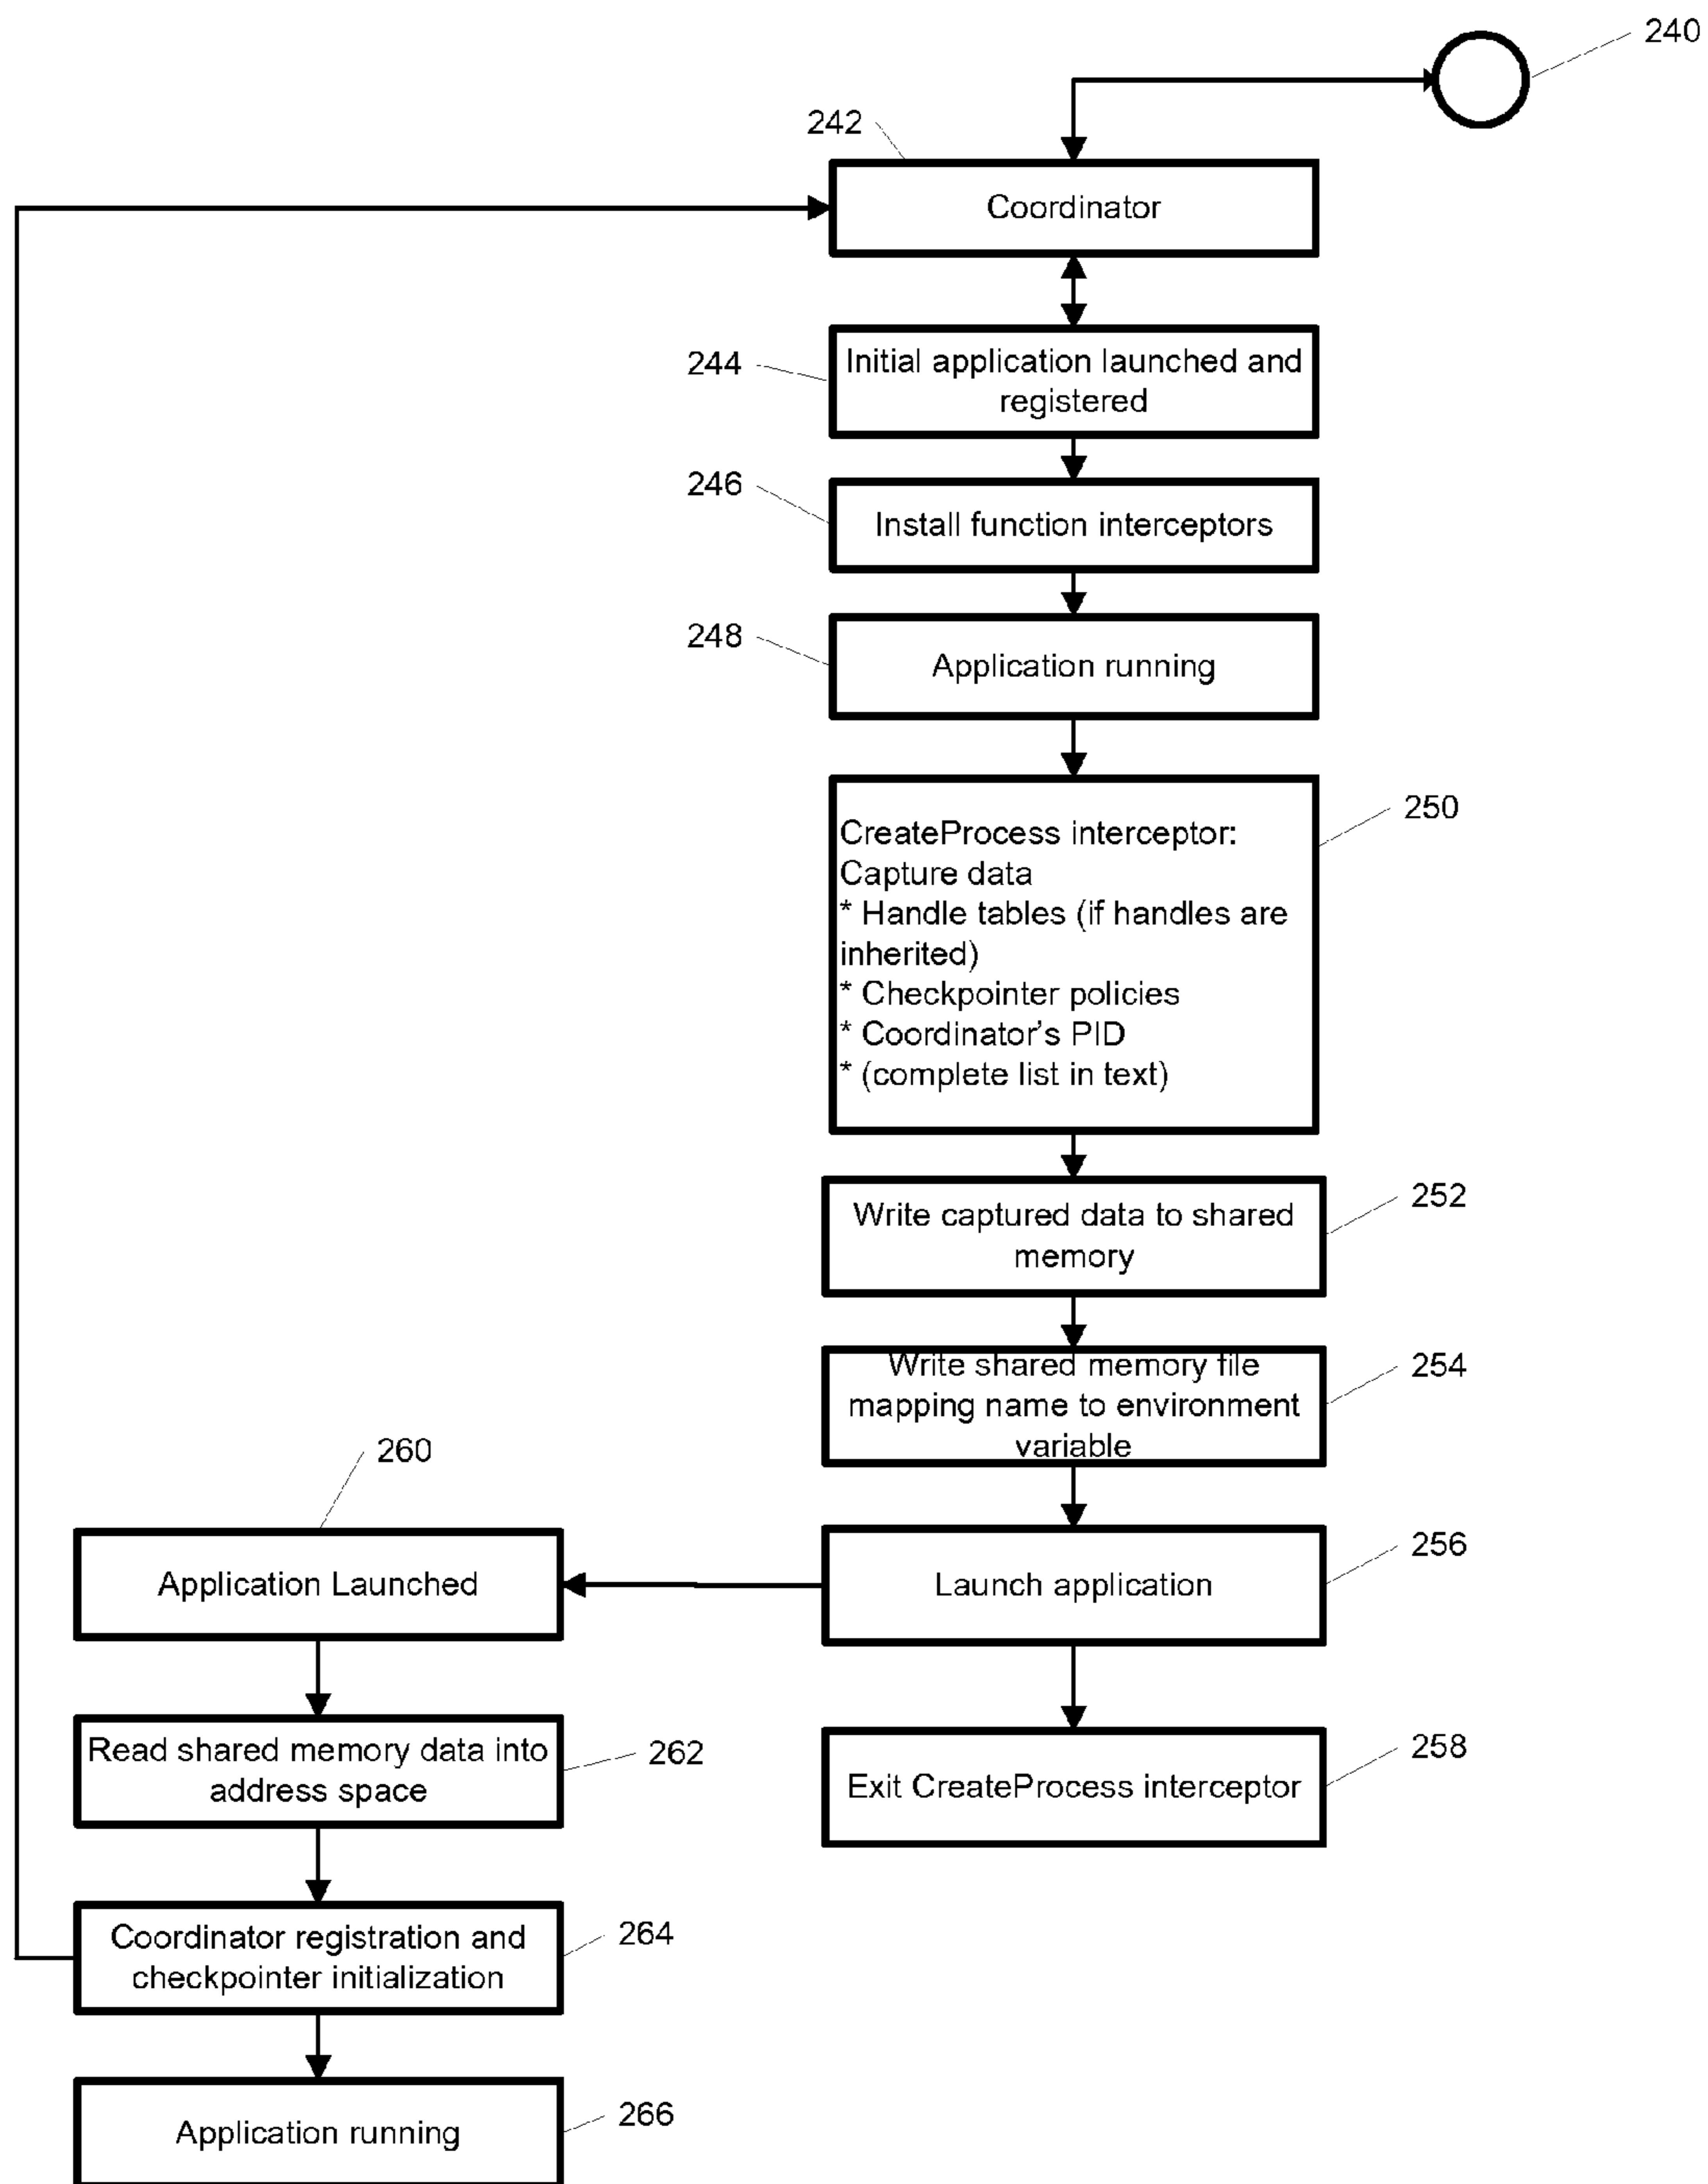 240
242
Coordinator
244
Initial application launched and
registered
246
Install function interceptors
248
Application running
250
CreateProcess interceptor:
Capture data
* Handle tables (if handles are
inherited)
* Checkpointer policies
* Coordinator's PID
* (complete list in text)
252
Write captured data to shared
memory
254
Write shared memory file
mapping name to environment
variable
260
256
Application Launched
Launch application
Read shared memory data into
address space
262
258
Exit CreateProcess interceptor
Coordinator registration and
checkpointer initialization
264
Application running
266